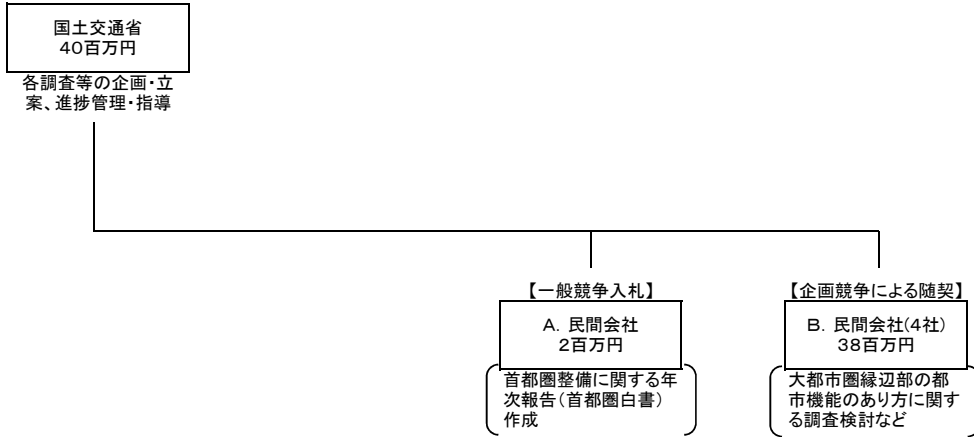 国土交通省
40百万円
各調査等の企画・立
案、進捗管理・指導
【一般競争入札】
A．民間会社
2百万円
首都圏整備に関する年
次報告（首都圏白書）
作成
【企画競争による随契】
B．民間会社(4社)
38百万円
大都市圏縁辺部の都
市機能のあり方に関す
る調査検討など